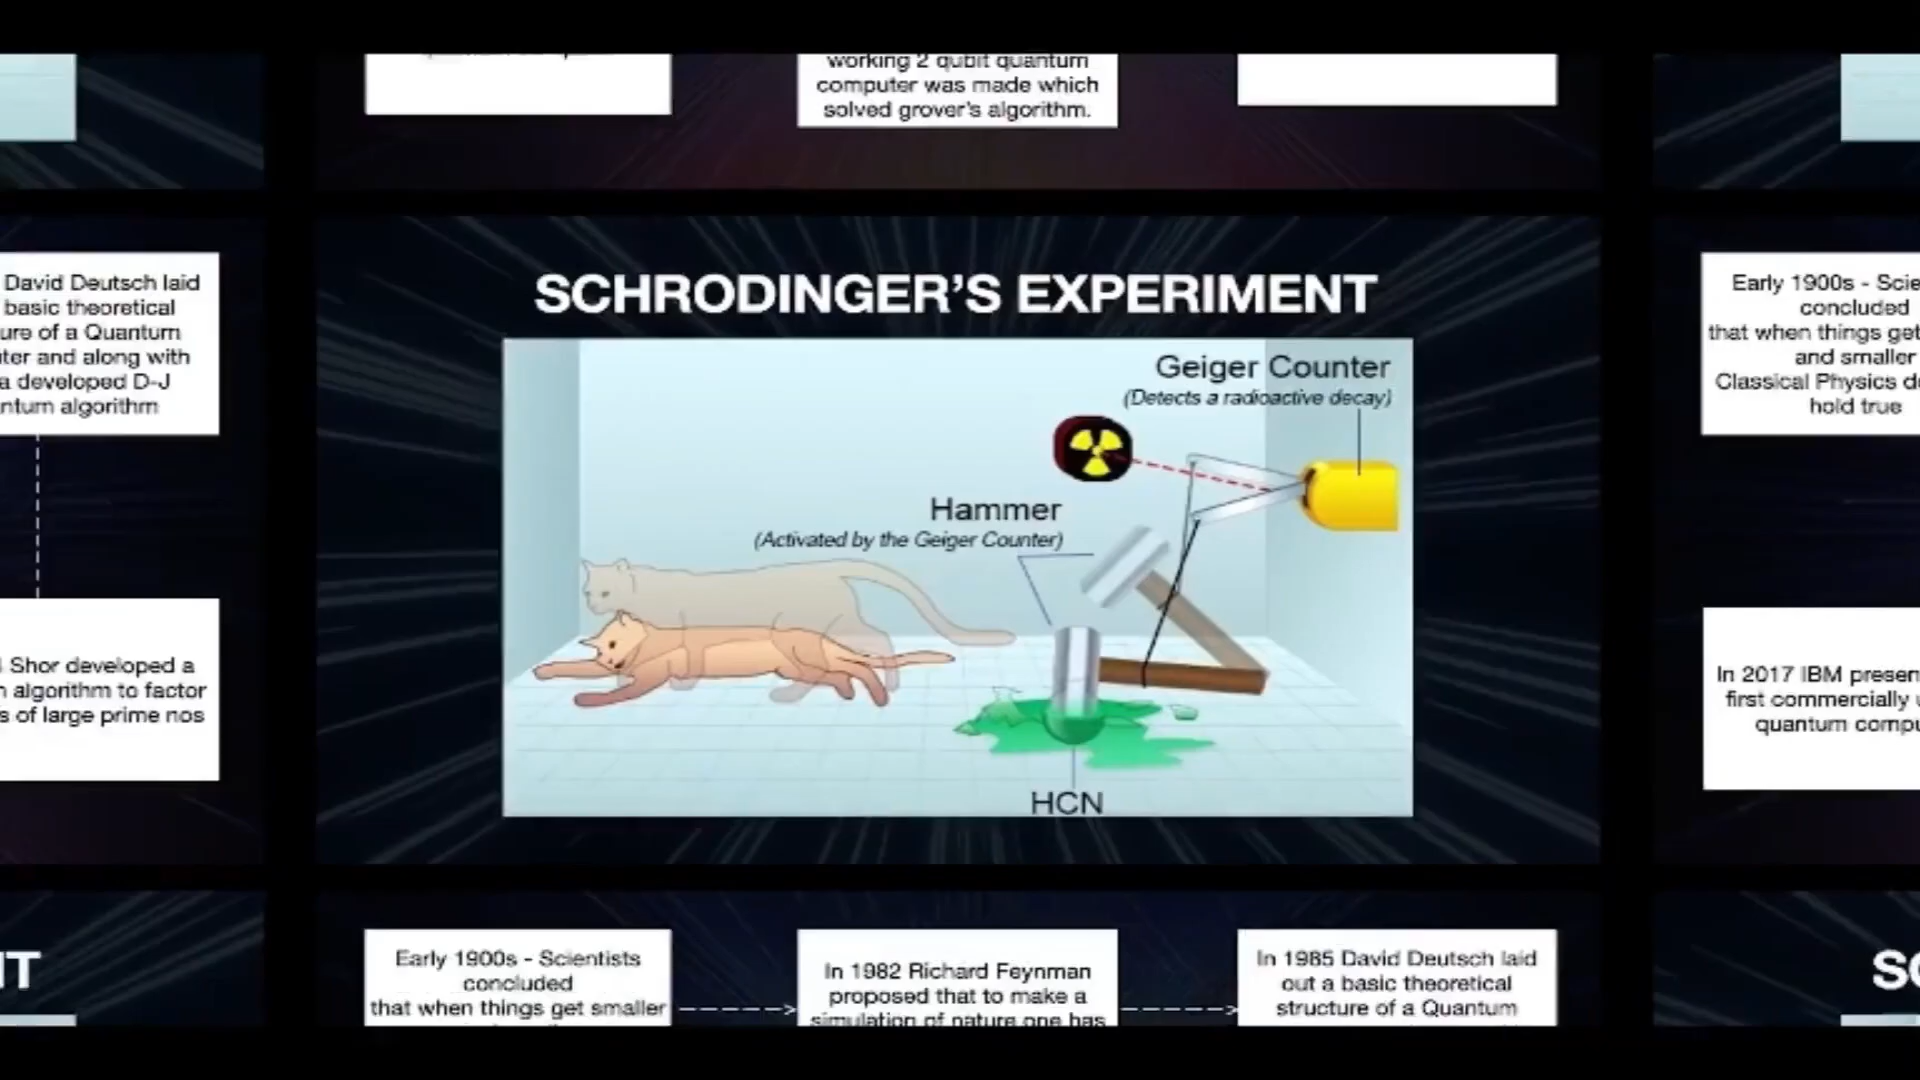 working 2 qubit quantum
computer was made which
solved grover's algorithm.
David Deutsch laid
basic theoretical
ure of a Quantum
ter and along with
a developed D-J
ntum algorithm
Shor developed a
algorithm to factor
s of large prime nos
SCHRODINGER'S EXPERIMENT
Geiger Counter
(Detects a radioactive decay)
Hammer
(Activated by the Geiger Counter)
HCN
Early 1900s - Scie
concluded
that when things get
and smaller
Classical Physics d
hold true
In 2017 IBM presen
first commercially
quantum compu
Early 1900s - Scientists
concluded
that when things get smaller
In 1982 Richard Feynman
proposed that to make a
simulation of nature one has
In 1985 David Deutsch laid
out a basic theoretical
structure of a Quantum